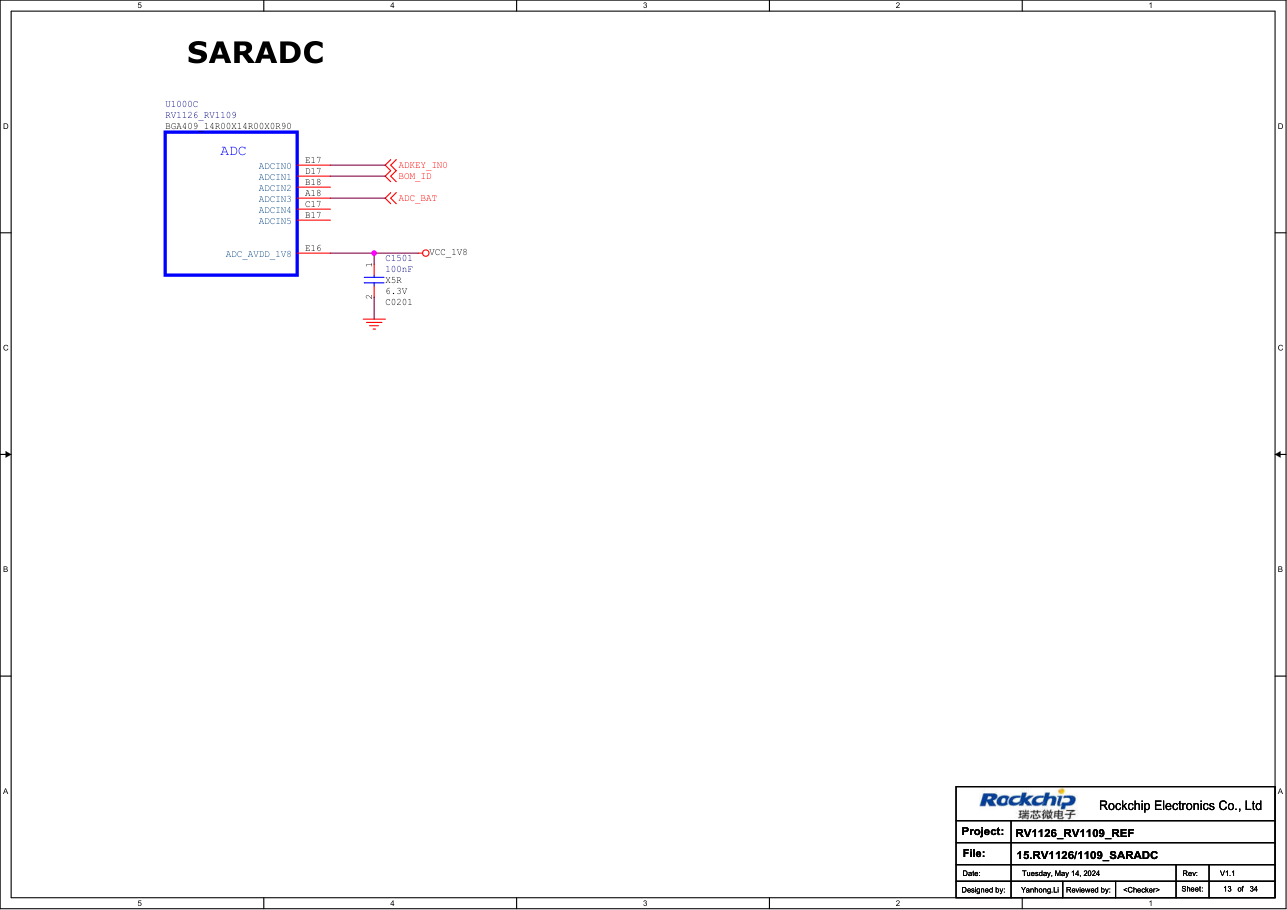 5 4 3 2 1
SARADC
U1000C
RV1126_RV1109
BGA409_14R00X14R00X0R90
D D
ADC
ADCIN0 E17 ADKEY_IN0
ADCIN1 D17 BOM_ID
ADCIN2 B18
ADCIN3 A18 ADC_BAT
ADCIN4 C17
ADCIN5 B17
ADC_AVDD_1V8 E16 VCC_1V8
1 C1501
100nF
X5R
2 6.3V
C0201
C C
B B
A A
Rockchip
瑞芯微电子
Rockchip Electronics Co., Ltd
Project: RV1126_RV1109_REF
File: 15.RV1126/1109_SARADC
Date: Tuesday, May 14, 2024 Rev: V1.1
Designed by: Yanhong.Li Reviewed by: <Checker> Sheet: 13 of 34
5 4 3 2 1